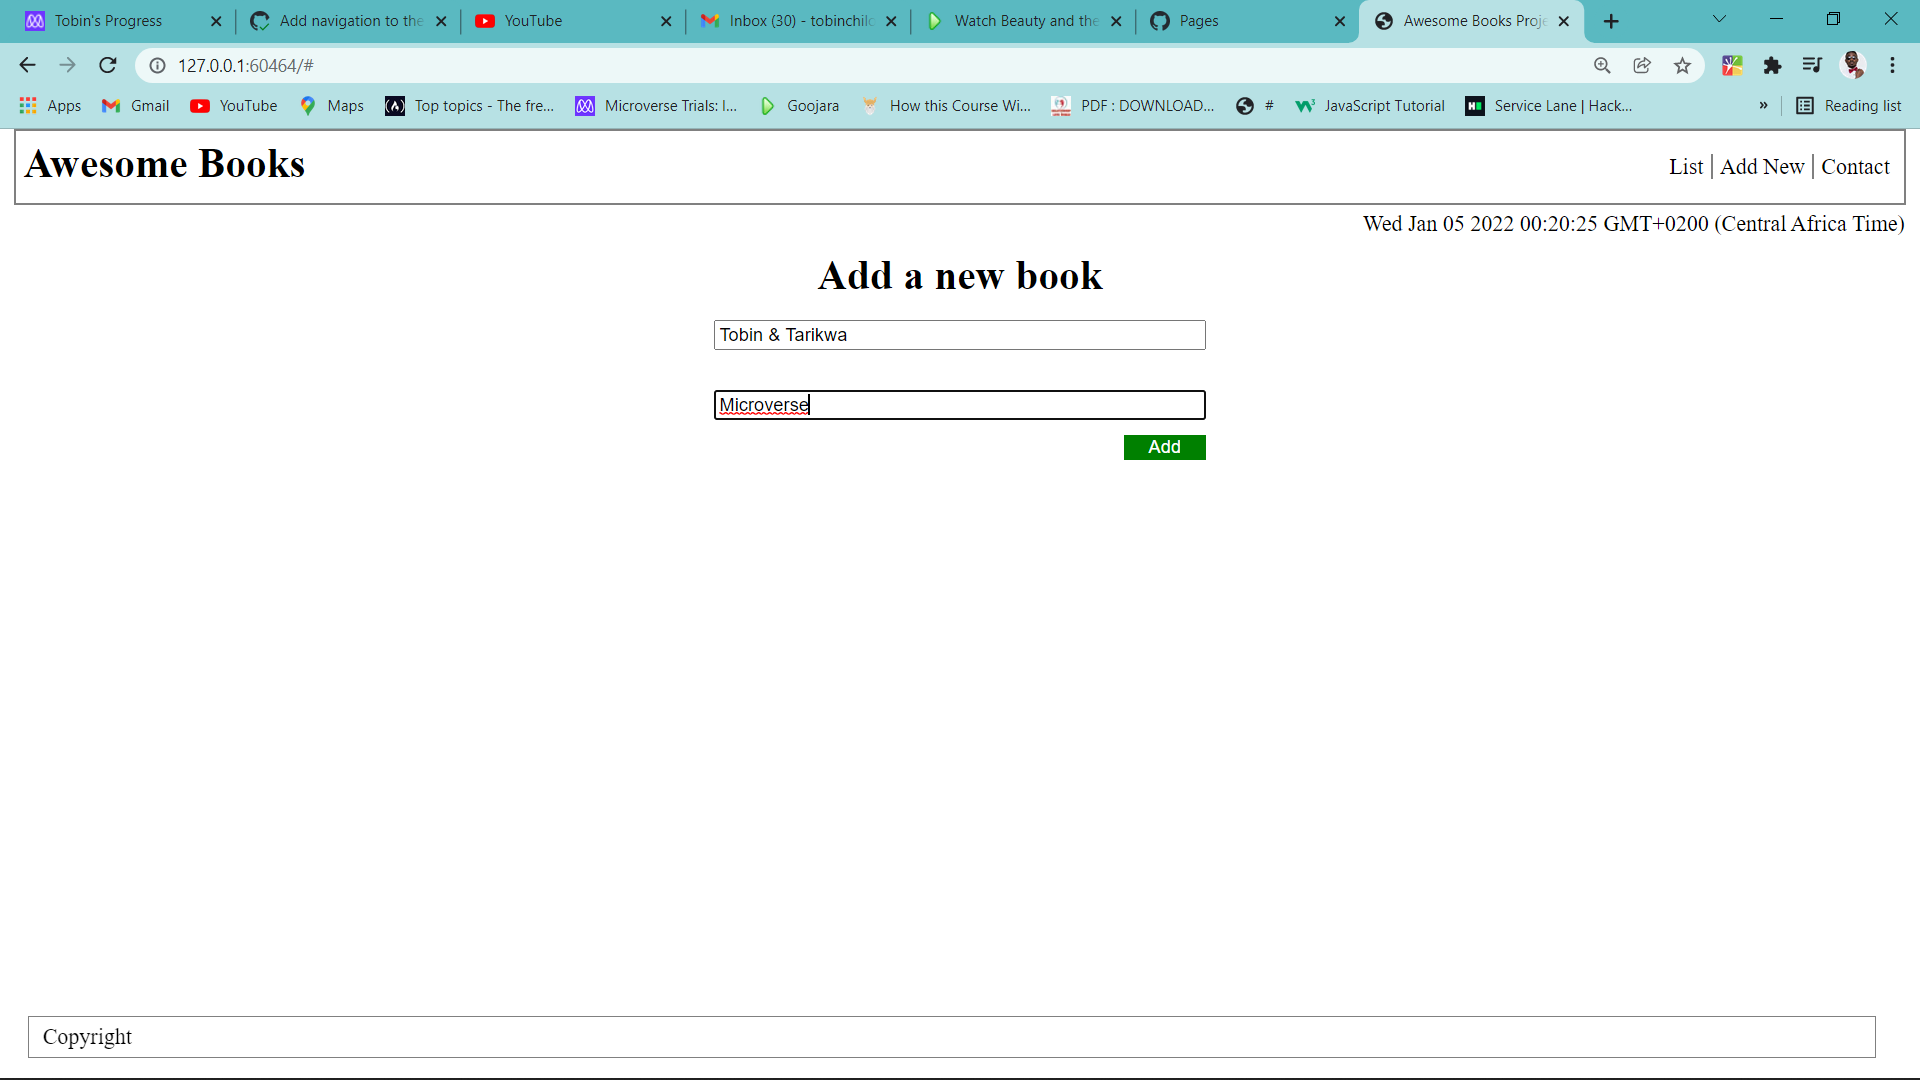 Tobin's Progress
Add navigation to the
YouTube
Inbox (30) - tobinchilo
Watch Beauty and the
Pages
Awesome Books Proje
127.0.0.1:60464/#
Apps
Gmail
YouTube
Maps
Top topics - The fre...
Microverse Trials: I...
Goojara
How this Course Wi...
PDF : DOWNLOAD...
#
JavaScript Tutorial
Service Lane | Hack...
»
Reading list
Awesome Books
List | Add New | Contact
Wed Jan 05 2022 00:20:25 GMT+0200 (Central Africa Time)
Add a new book
Tobin & Tarikwa
Microverse
Add
Copyright